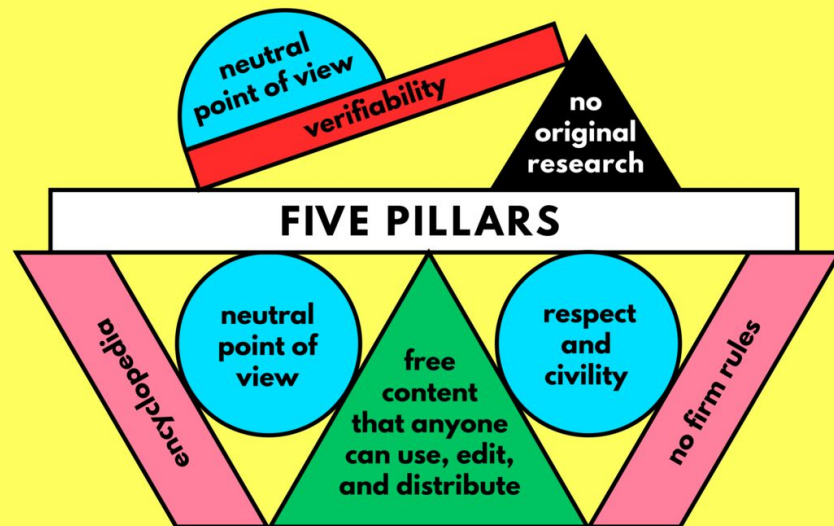 neutral
point of view
verifiability
no
original
research
FIVE PILLARS
encyclopedia
neutral
point of
view
free
content
that anyone
can use, edit,
and distribute
respect
and
civility
no firm rules